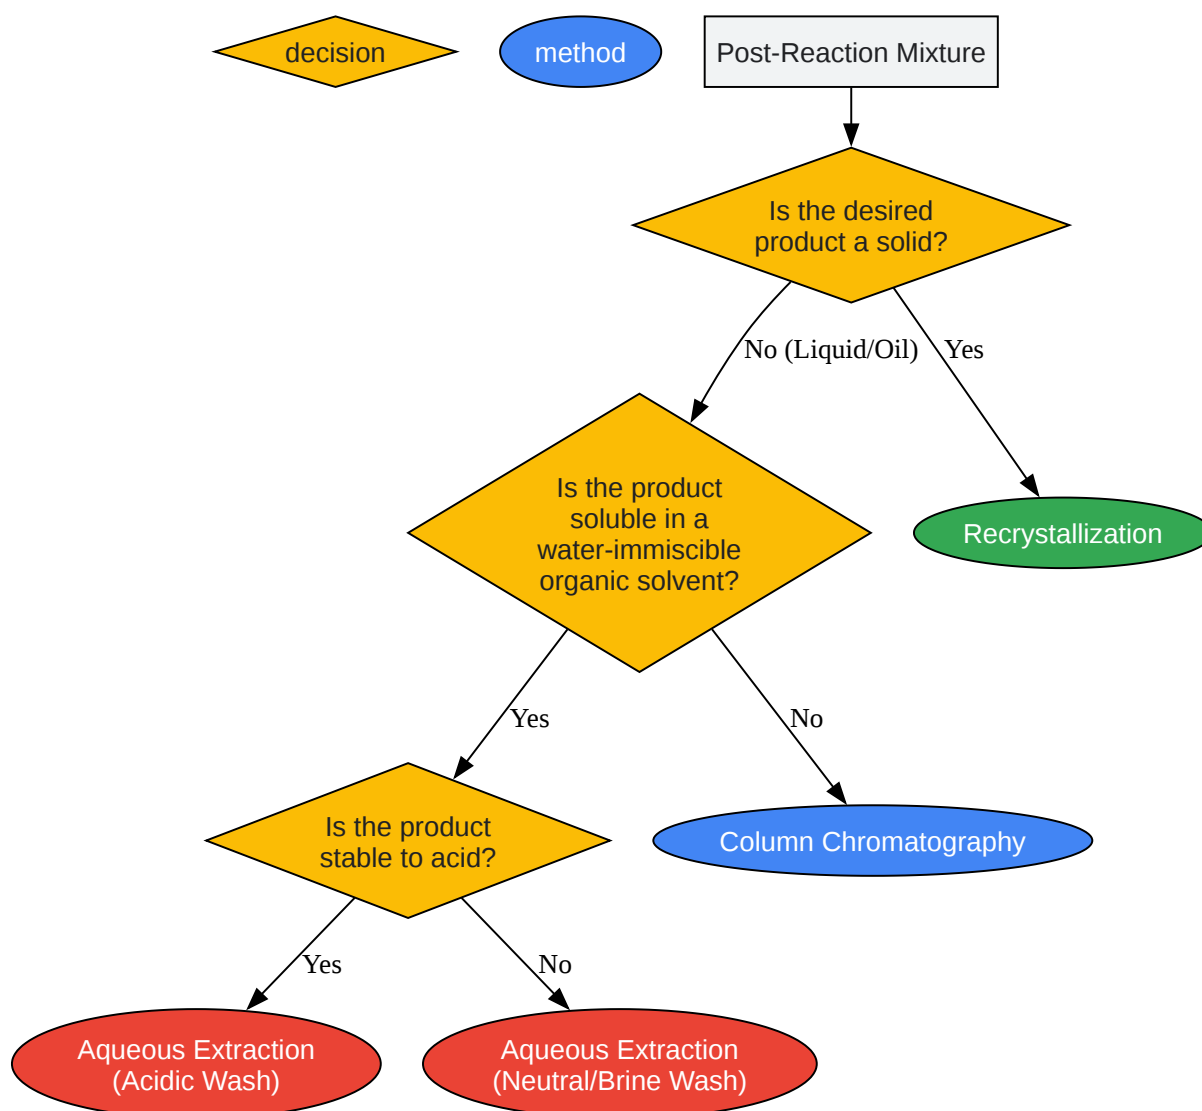 decision
method
Post-Reaction Mixture
Is the desired
product a solid?
No (Liquid/Oil)
Yes
Is the product
soluble in a
water-immiscible
organic solvent?
Recrystallization
Yes
No
Is the product
stable to acid?
Column Chromatography
Yes
No
Aqueous Extraction
(Acidic Wash)
Aqueous Extraction
(Neutral/Brine Wash)